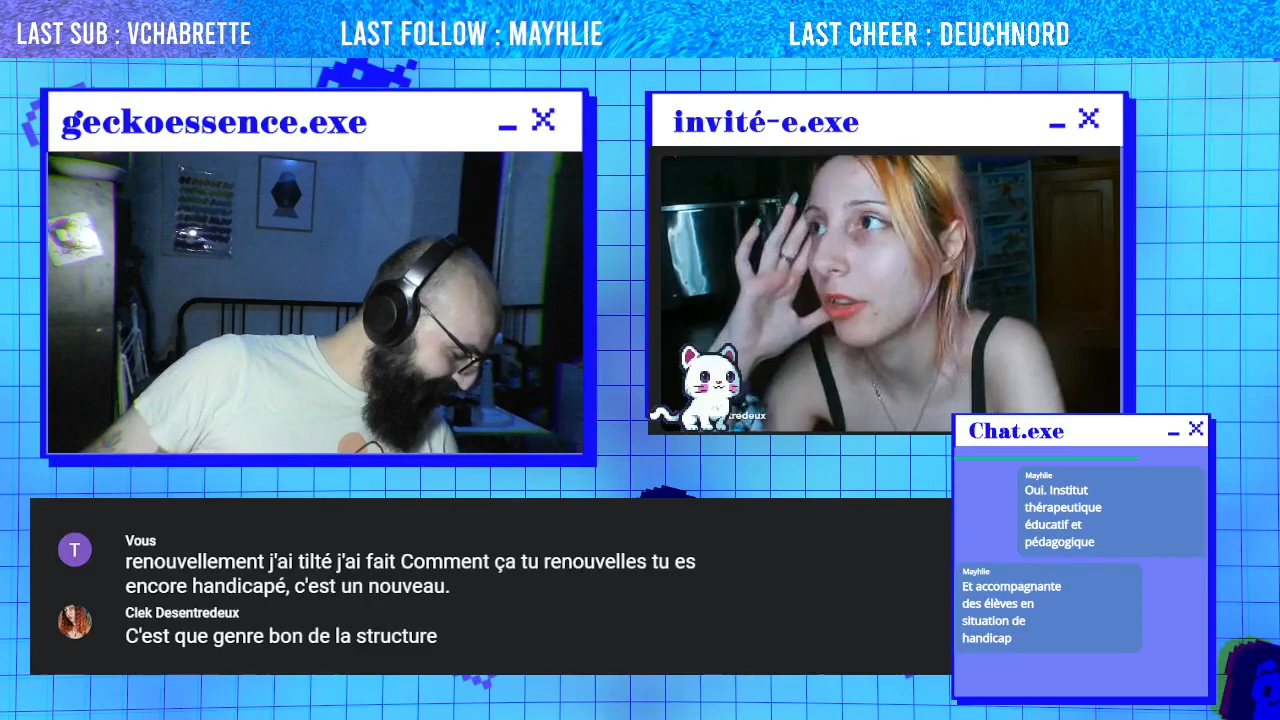 LAST SUB : VCHABRETTE
LAST FOLLOW : MAYHLIE
LAST CHEER : DEUCHNORD
geckoessence.exe
invité-e.exe
redeux
Chat.exe
Mayhlie
Oui. Institut
thérapeutique
éducatif et
pédagogique
Mayhlie
Et accompagnante
des élèves en
situation de
handicap
T
Vous
renouvellement j'ai tilté j'ai fait Comment ça tu renouvelles tu es
encore handicapé, c'est un nouveau.
Clek Desentredeux
C'est que genre bon de la structure